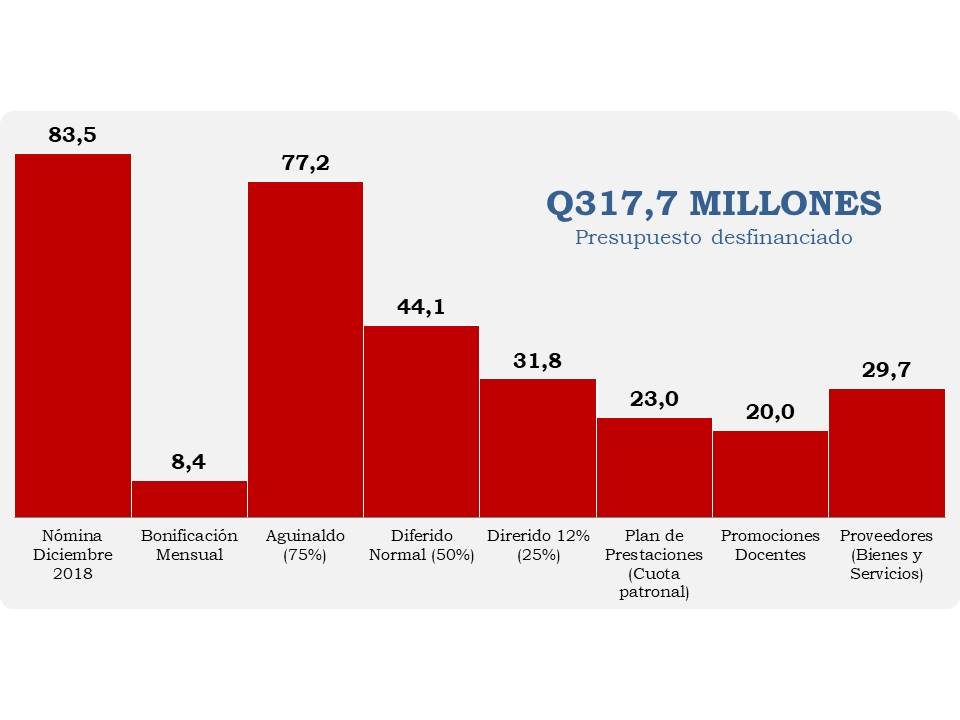 83,5
8,4
77,2
44,1
31,8
23,0
20,0
29,7
Q317,7 MILLONES
Presupuesto desfinanciado
Nómina
Diciembre
2018
Bonificación
Mensual
Aguinaldo
(75%)
Diferido
Normal (50%)
Direrido 12%
(25%)
Plan de
Prestaciones
(Cuota
patronal)
Promociones
Docentes
Proveedores
(Bienes y
Servicios)